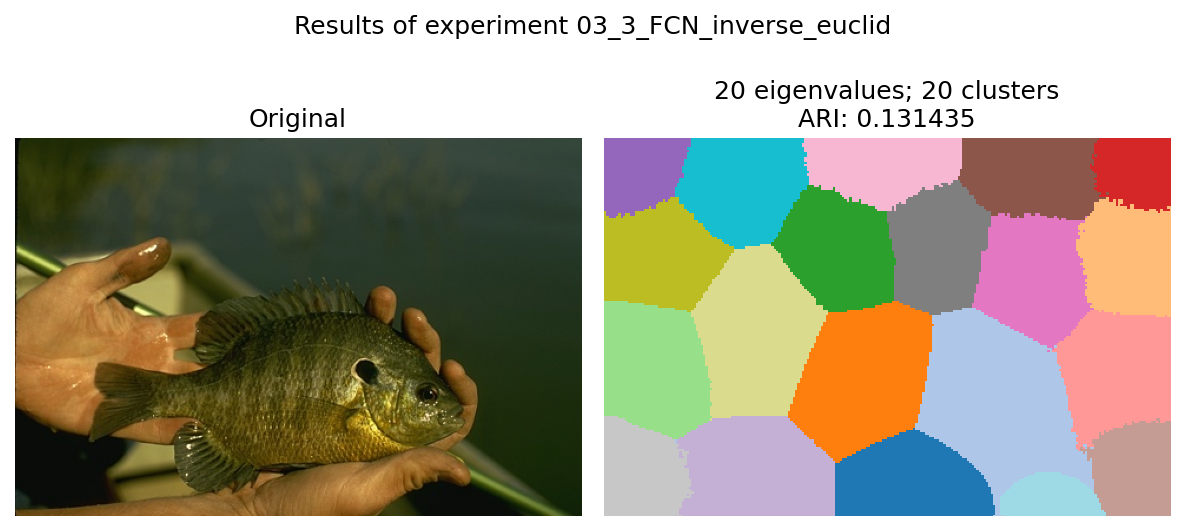 Results of experiment 03_3_FCN_inverse_euclid
Original
20 eigenvalues; 20 clusters
ARI: 0.131435